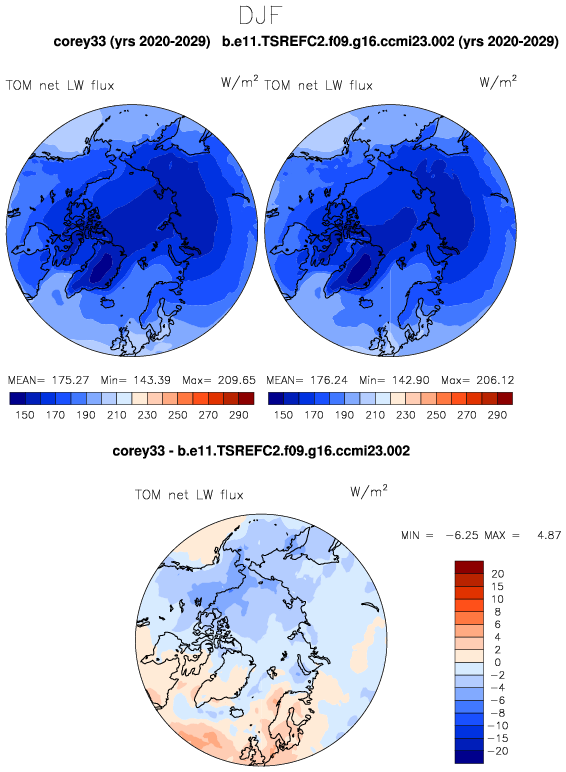 DJF
corey33 (yrs 2020-2029) b.e11.TSREFC2.f09.g16.ccmi23.002 (yrs 2020-2029)
TOM net LW flux W/m² TOM net LW flux W/m²
MEAN= 175.27 Min= 143.39 Max= 209.65 MEAN= 176.24 Min= 142.90 Max= 206.12
150 170 190 210 230 250 270 290 150 170 190 210 230 250 270 290
corey33 - b.e11.TSREFC2.f09.g16.ccmi23.002
TOM net LW flux W/m²
MIN = -6.25 MAX = 4.87
20
15
10
8
6
4
2
0
-2
-4
-6
-8
-10
-15
-20